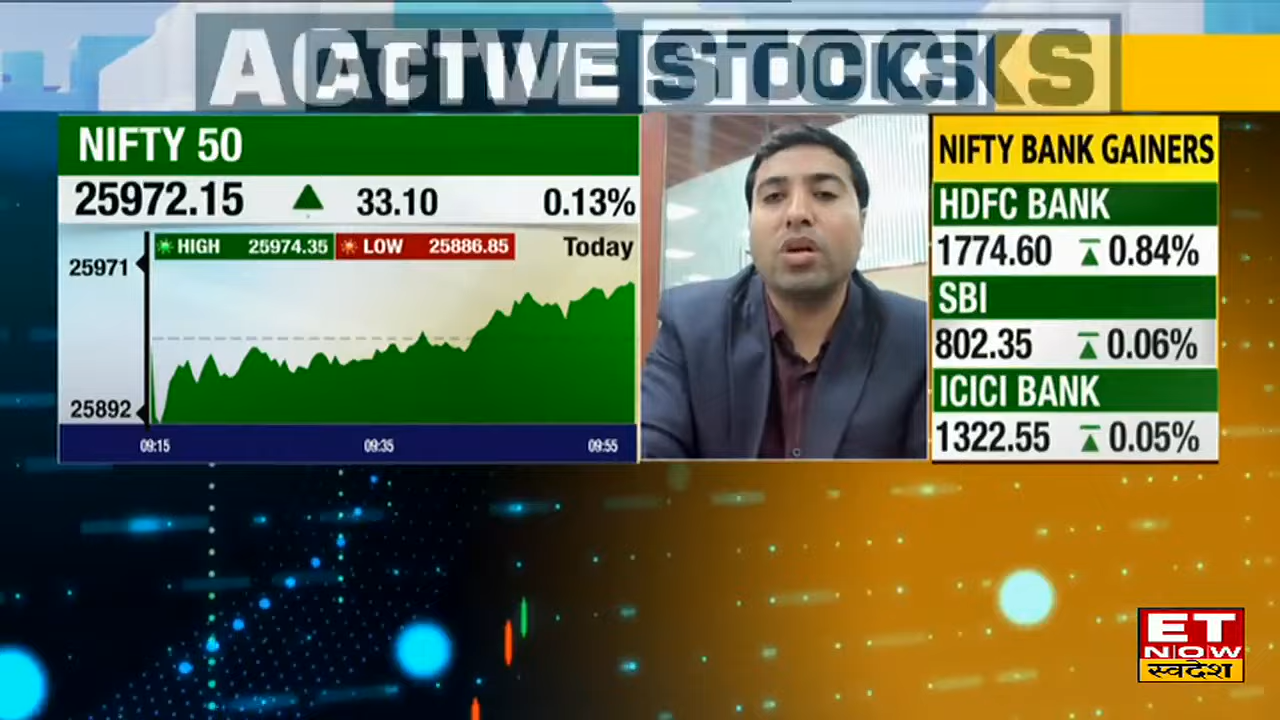 ACTIVE STOCKS
NIFTY 50
25972.15 33.10 0.13%
HIGH 25974.35 LOW 25886.85 Today
25971
25892
09:15 09:35 09:55
NIFTY BANK GAINERS
HDFC BANK
1774.60 0.84%
SBI
802.35 0.06%
ICICI BANK
1322.55 0.05%
ET
NOW
स्वदेश